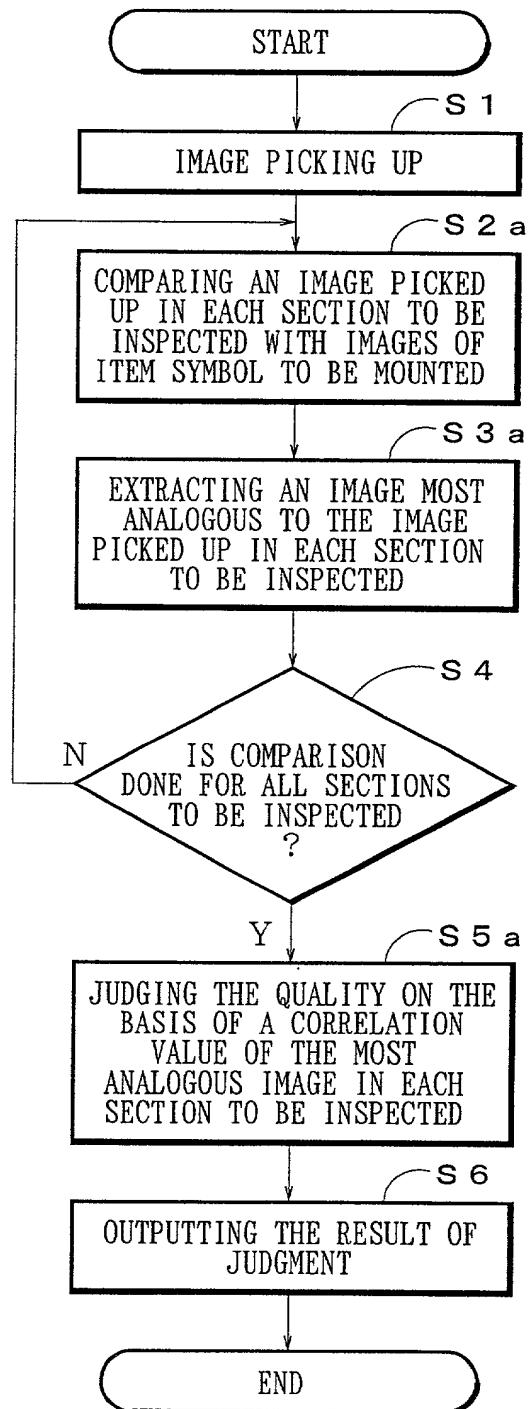 START
S 1
IMAGE PICKING UP
S 2 a
COMPARING AN IMAGE PICKED
UP IN EACH SECTION TO BE
INSPECTED WITH IMAGES OF
ITEM SYMBOL TO BE MOUNTED
S 3 a
EXTRACTING AN IMAGE MOST
ANALOGOUS TO THE IMAGE
PICKED UP IN EACH SECTION
TO BE INSPECTED
S 4
N
IS COMPARISON
DONE FOR ALL SECTIONS
TO BE INSPECTED
?
Y
S 5 a
JUDGING THE QUALITY ON THE
BASIS OF A CORRELATION
VALUE OF THE MOST
ANALOGOUS IMAGE IN EACH
SECTION TO BE INSPECTED
S 6
OUTPUTTING THE RESULT OF
JUDGMENT
END